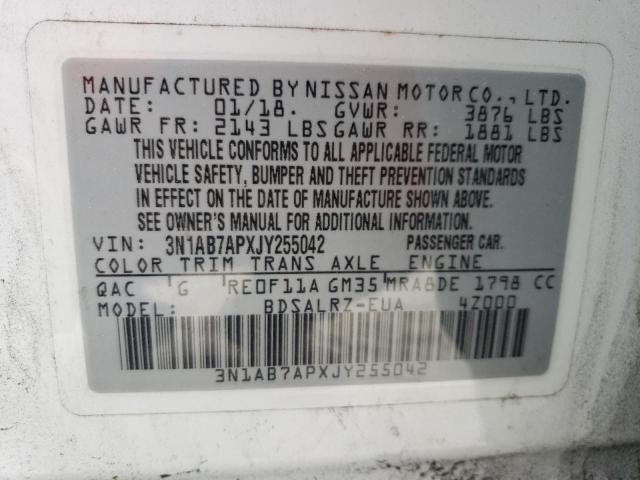 MANUFACTURED BY NISSAN MOTOR CO., LTD.
DATE: 01/18. GVWR: 3876 LBS
GAWR FR: 2143 LBS GAWR RR: 1881 LBS
THIS VEHICLE CONFORMS TO ALL APPLICABLE FEDERAL MOTOR
VEHICLE SAFETY, BUMPER AND THEFT PREVENTION STANDARDS
IN EFFECT ON THE DATE OF MANUFACTURE SHOWN ABOVE.
SEE OWNER'S MANUAL FOR ADDITIONAL INFORMATION.
VIN: 3N1AB7APXJY255042 PASSENGER CAR.
COLOR TRIM TRANS AXLE ENGINE
QAC G RE0F11A GM35 MRA8DE 1798 CC
MODEL: BDSALRZ-EUA 4Z000
3N1AB7APXJY255042